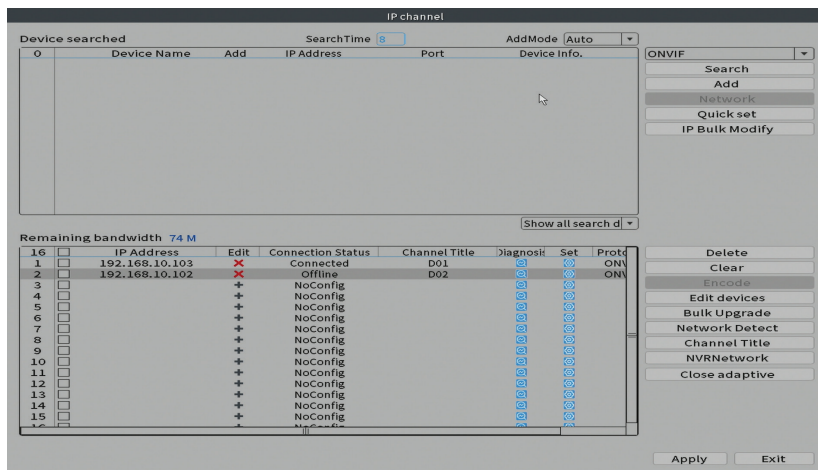 IP channel
Device searched SearchTime 8 AddMode Auto
0 Device Name Add IP Address Port Device Info.
ONVIF
Search
Add
Network
Quick set
IP Bulk Modify
Show all search d
Remaining bandwidth 74 M
16 IP Address Edit Connection Status Channel Title Diagnosis Set Proto
1 192.168.10.103 Connected D01 ONV
2 192.168.10.102 Offline D02 ONV
3 NoConfig
4 NoConfig
5 NoConfig
6 NoConfig
7 NoConfig
8 NoConfig
9 NoConfig
10 NoConfig
11 NoConfig
12 NoConfig
13 NoConfig
14 NoConfig
15 NoConfig
16 NoConfig
Delete
Clear
Encode
Edit devices
Bulk Upgrade
Network Detect
Channel Title
NVRNetwork
Close adaptive
Apply Exit